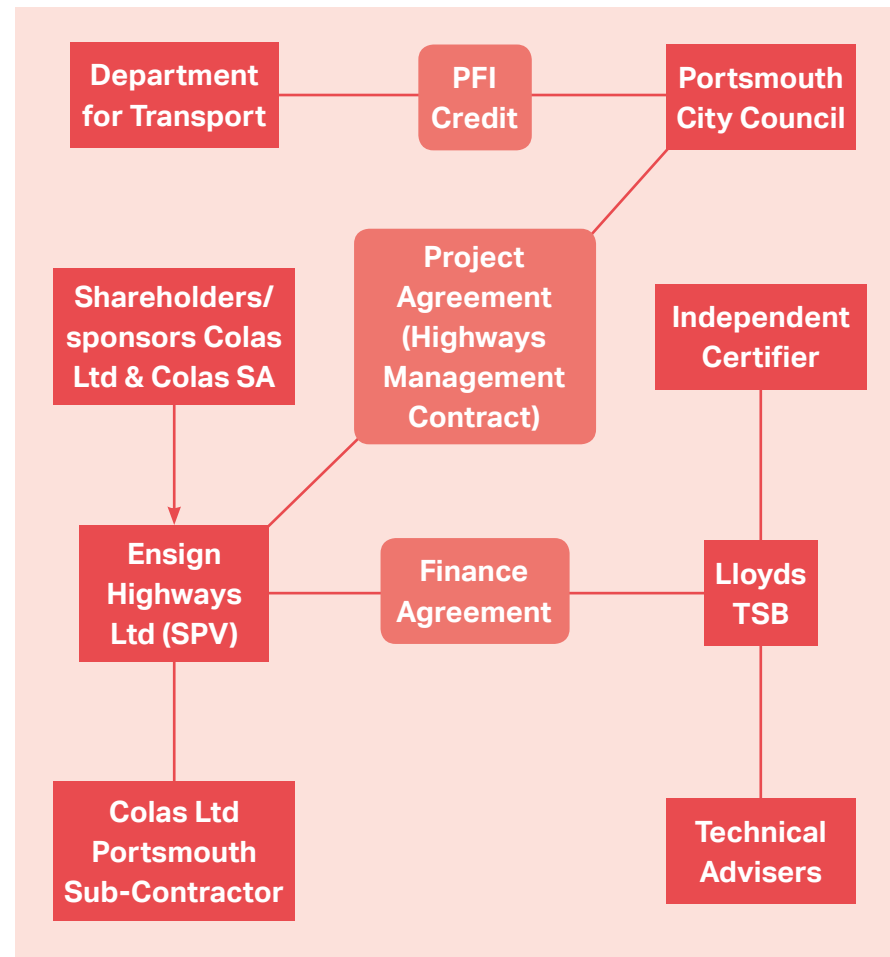 Department
for Transport
PFI
Credit
Portsmouth
City Council
Project
Agreement
(Highways
Management
Contract)
Shareholders/
sponsors Colas
Ltd & Colas SA
Independent
Certifier
Ensign
Highways
Ltd (SPV)
Finance
Agreement
Lloyds
TSB
Colas Ltd
Portsmouth
Sub-Contractor
Technical
Advisers